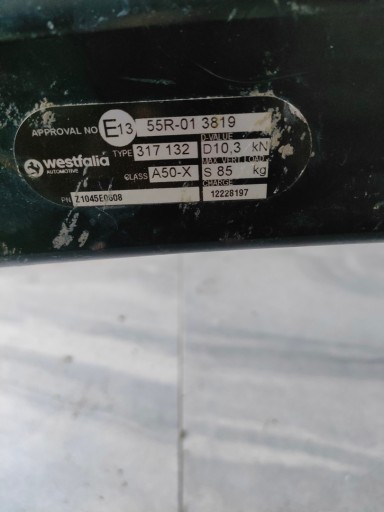 APPROVAL NO E13 55R-01 3819
D-VALUE
westfalia TYPE 317 132 D10,3 kN
AUTOMOTIVE MAX VERT LOAD
CLASS A50-X S 85 kg
CHARGE
PN Z1045E0608 12228197